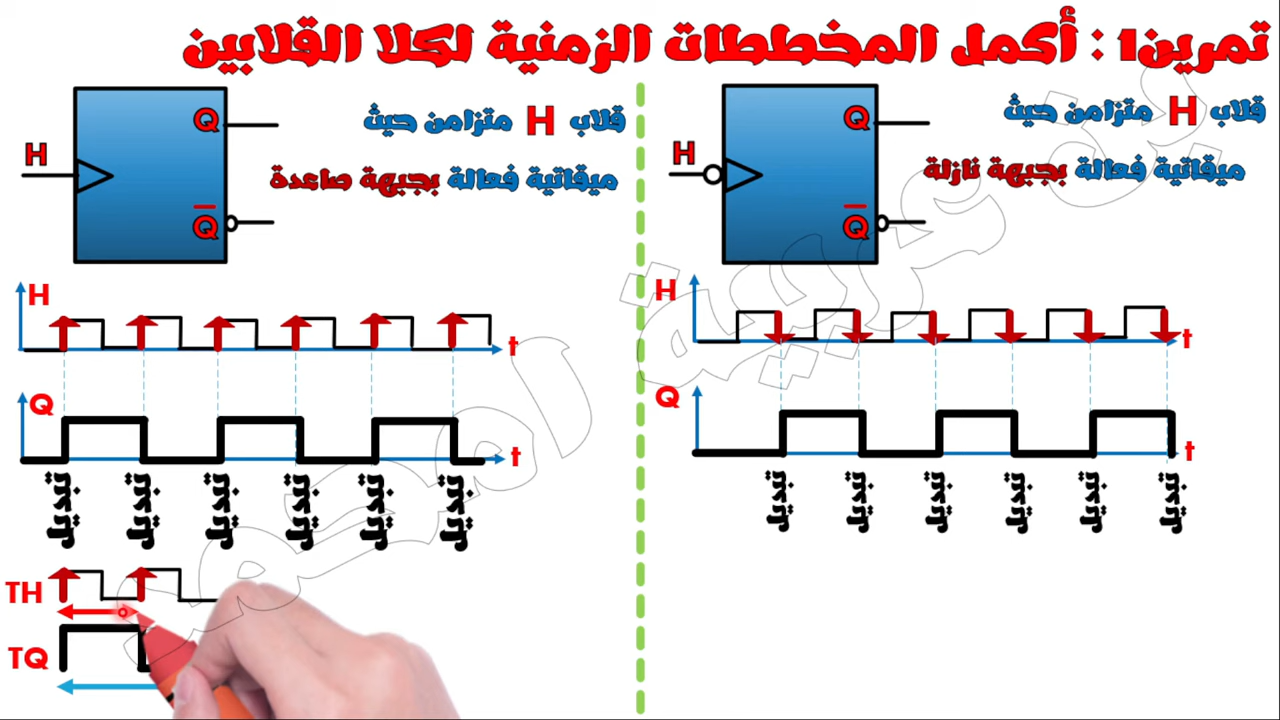 تمرين1 : أكمل المخططات الزمنية لكلا القلابين
قلاب H متزامن حيث
ميقاتية فعالة بجبهة نازلة
H
Q
Q̅
H
t
Q
t
تبديل
تبديل
تبديل
تبديل
تبديل
تبديل
قلاب H متزامن حيث
ميقاتية فعالة بجبهة صاعدة
H
Q
Q̅
H
t
Q
t
تبديل
تبديل
تبديل
تبديل
تبديل
تبديل
TH
TQ